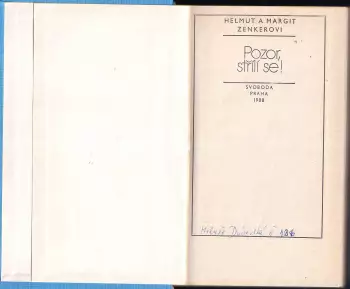 HELMUT A MARGIT
ZENKEROVI
Pozor,
střílí se!
SVOBODA
PRAHA
1988